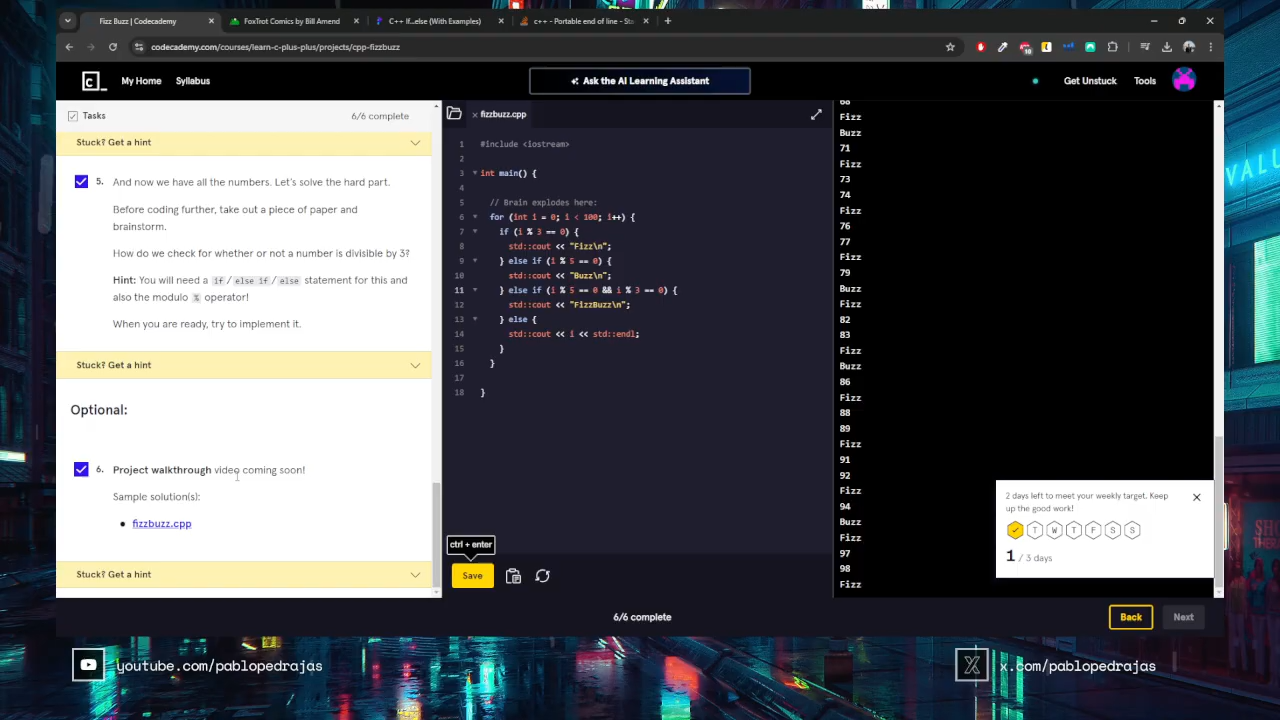 Fizz Buzz | Codecademy
FoxTrot Comics by Bill Amend
C++ If...else (With Examples)
c++ - Portable end of line - Sta
codecademy.com/courses/learn-c-plus-plus/projects/cpp-fizzbuzz
My Home
Syllabus
Ask the AI Learning Assistant
Get Unstuck
Tools
Tasks
6/6 complete
Stuck? Get a hint
5. And now we have all the numbers. Let's solve the hard part.
Before coding further, take out a piece of paper and
brainstorm.
How do we check for whether or not a number is divisible by 3?
Hint: You will need a if / else if / else statement for this and
also the modulo % operator!
When you are ready, try to implement it.
Stuck? Get a hint
Optional:
6. Project walkthrough video coming soon!
Sample solution(s):
fizzbuzz.cpp
Stuck? Get a hint
fizzbuzz.cpp
1 #include <iostream>
2
3 int main() {
4
5 // Brain explodes here:
6 for (int i = 0; i < 100; i++) {
7 if (i % 3 == 0) {
8 std::cout << "Fizz\n";
9 } else if (i % 5 == 0) {
10 std::cout << "Buzz\n";
11 } else if (i % 5 == 0 && i % 3 == 0) {
12 std::cout << "FizzBuzz\n";
13 } else {
14 std::cout << i << std::endl;
15 }
16 }
17
18 }
ctrl + enter
Save
68
Fizz
Buzz
71
Fizz
73
74
Fizz
76
77
Fizz
79
Buzz
Fizz
82
83
Fizz
Buzz
86
Fizz
88
89
Fizz
91
92
Fizz
94
Buzz
Fizz
97
98
Fizz
2 days left to meet your weekly target. Keep
up the good work!
T W T F S S
1 / 3 days
6/6 complete
Back
Next
youtube.com/pablopedrajas
x.com/pablopedrajas